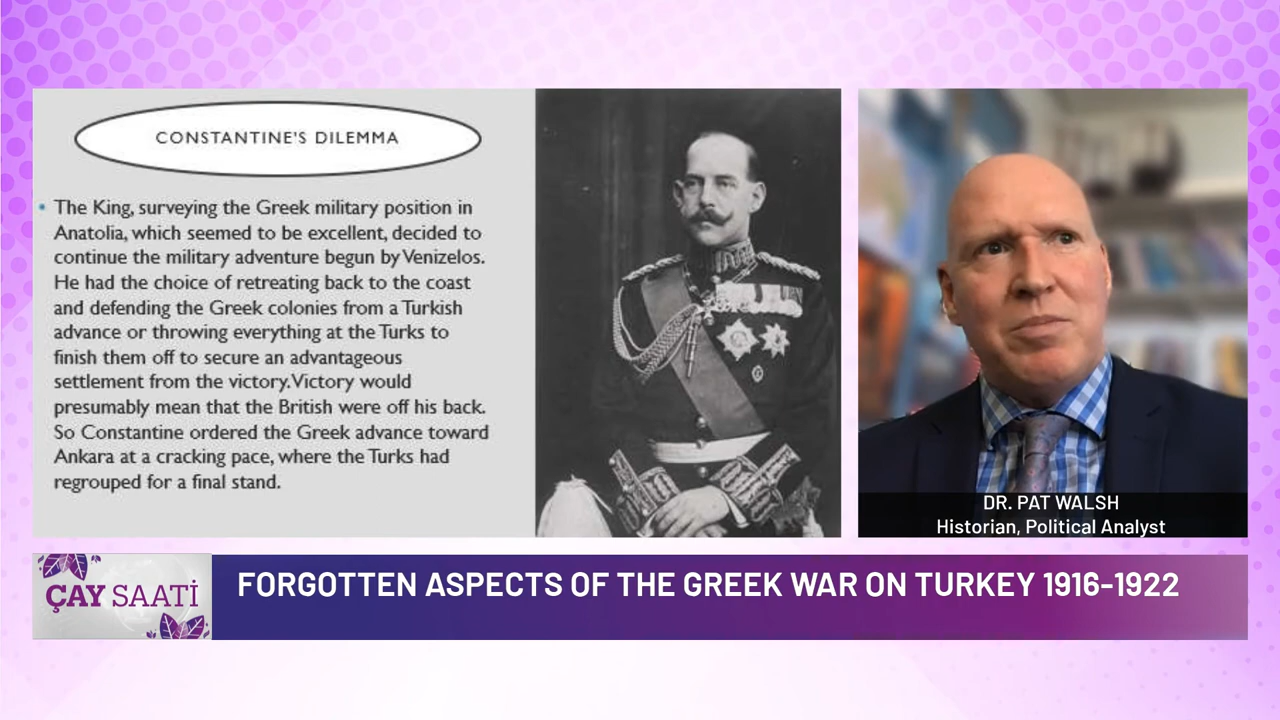 CONSTANTINE'S DILEMMA
• The King, surveying the Greek military position in
Anatolia, which seemed to be excellent, decided to
continue the military adventure begun by Venizelos.
He had the choice of retreating back to the coast
and defending the Greek colonies from a Turkish
advance or throwing everything at the Turks to
finish them off to secure an advantageous
settlement from the victory. Victory would
presumably mean that the British were off his back.
So Constantine ordered the Greek advance toward
Ankara at a cracking pace, where the Turks had
regrouped for a final stand.
DR. PAT WALSH
Historian, Political Analyst
ÇAY SAATİ
FORGOTTEN ASPECTS OF THE GREEK WAR ON TURKEY 1916-1922